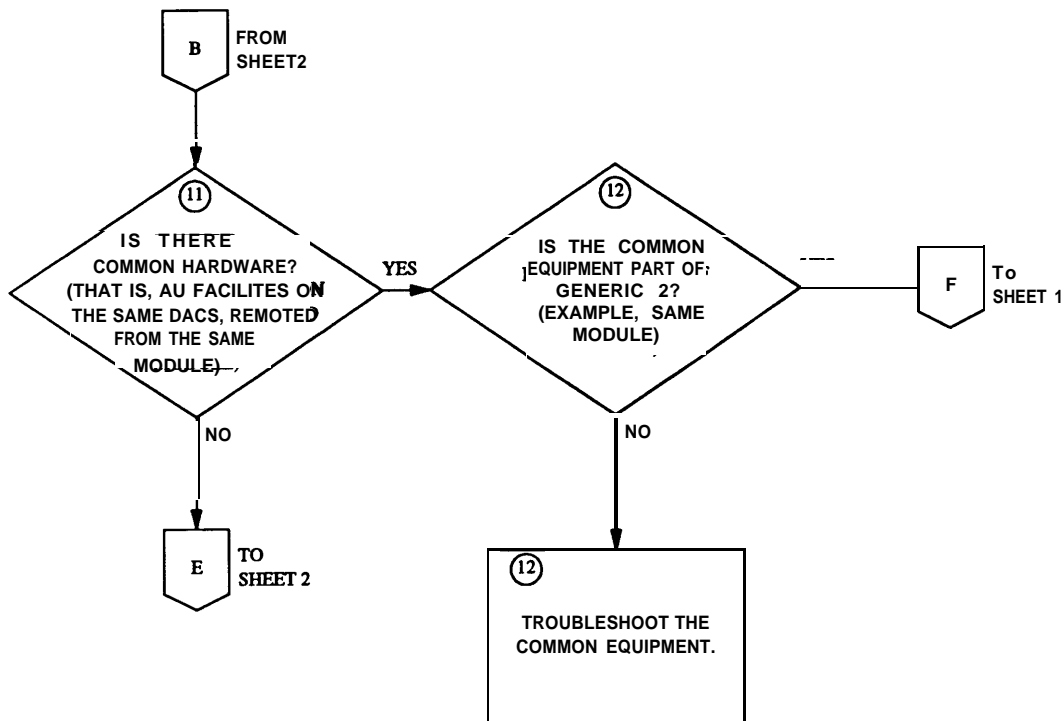 B
FROM
SHEET2
11
IS THERE
COMMON HARDWARE?
(THAT IS, AU FACILITES ON
THE SAME DACS, REMOTED
FROM THE SAME
MODULE)
YES
NO
12
IS THE COMMON
EQUIPMENT PART OF
GENERIC 2?
(EXAMPLE, SAME
MODULE)
F
To
SHEET 1
NO
E
TO
SHEET 2
12
TROUBLESHOOT THE
COMMON EQUIPMENT.